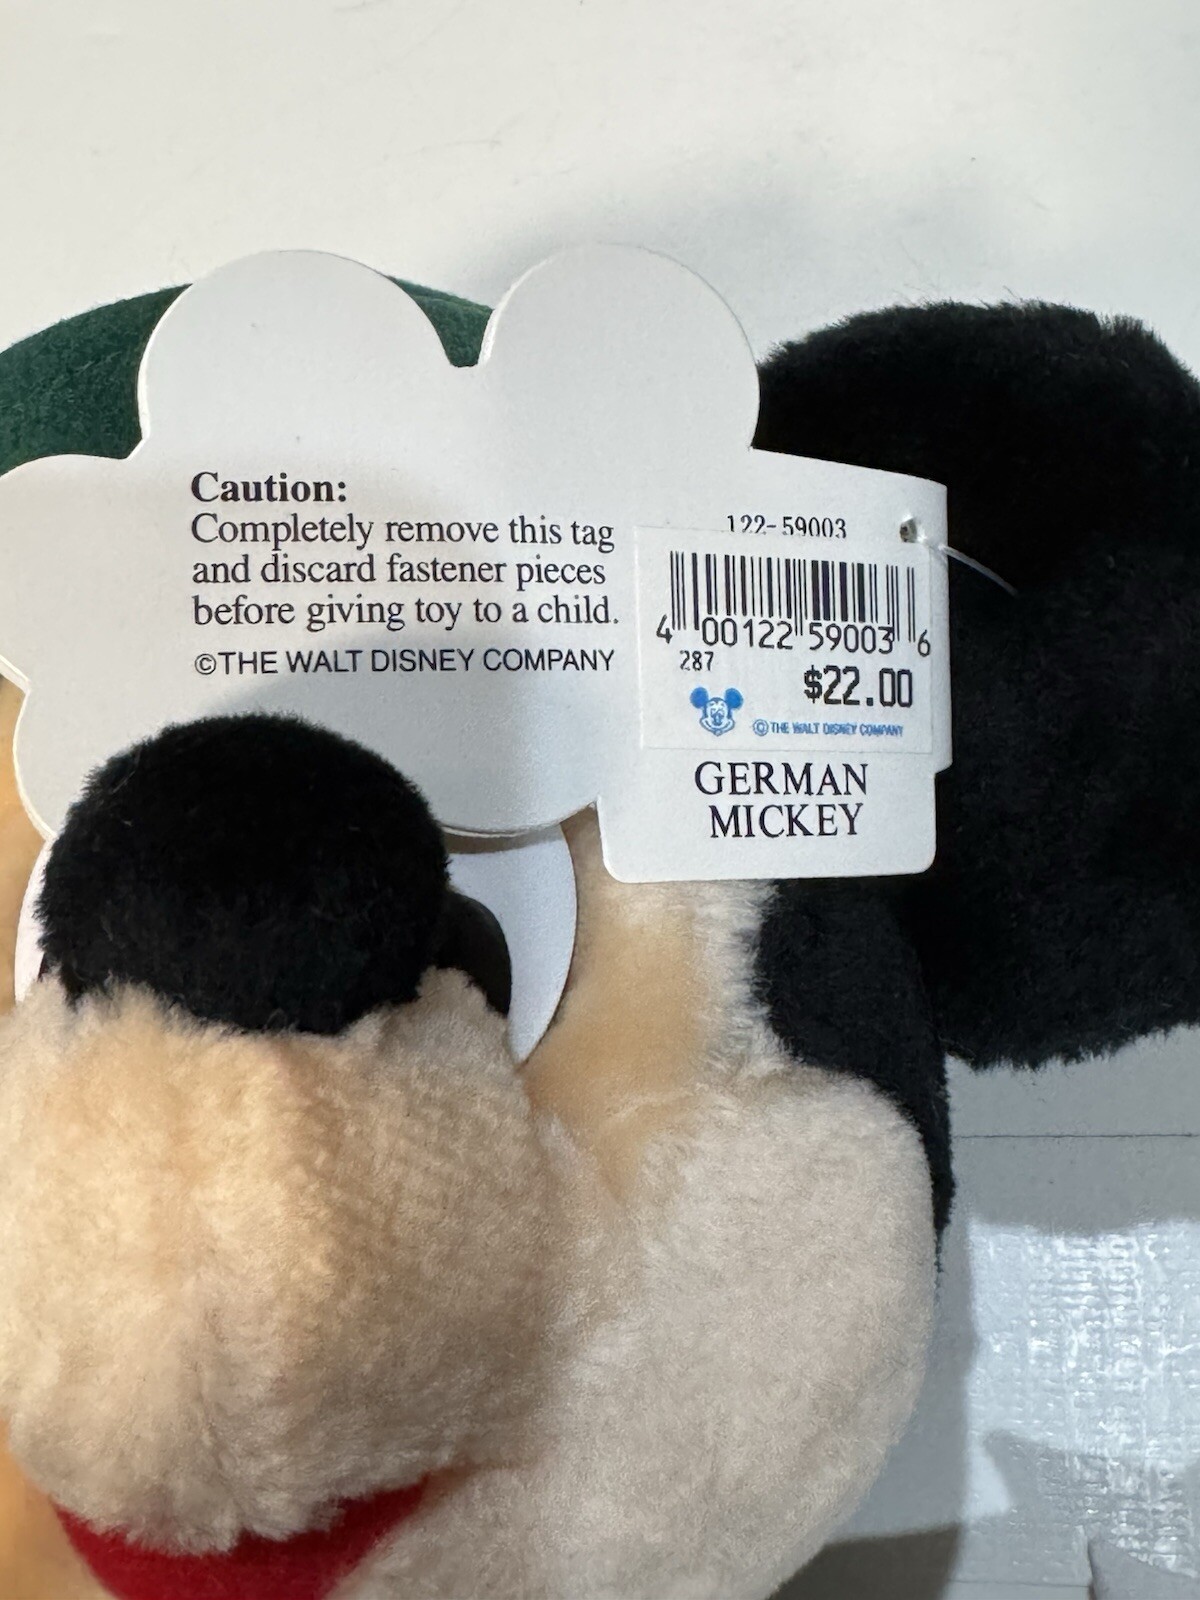 Caution:
Completely remove this tag
and discard fastener pieces
before giving toy to a child.
©THE WALT DISNEY COMPANY
122-59003
4 00122 59003 6
287
$22.00
© THE WALT DISNEY COMPANY
GERMAN
MICKEY